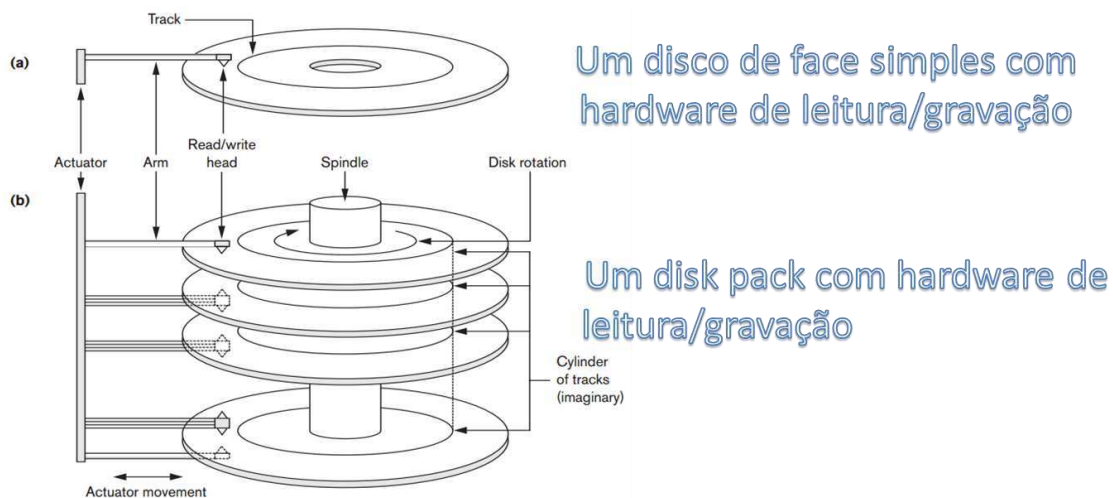 Track
(a)
Um disco de face simples com
hardware de leitura/gravação
Actuator
Arm
Read/write
head
Spindle
Disk rotation
(b)
Um disk pack com hardware de
leitura/gravação
Cylinder
of tracks
(imaginary)
Actuator movement